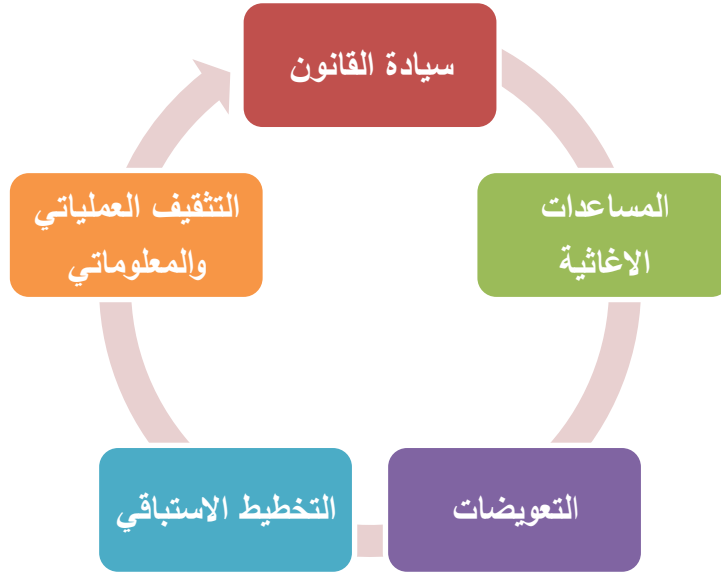 سيادة القانون
المساعدات
الاغاثية
التعويضات
التخطيط الاستباقي
التثقيف العملياتي
والمعلوماتي